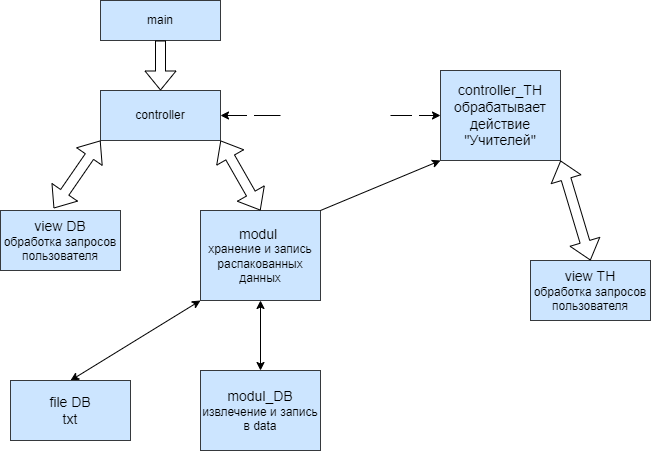 main
controller
controller_TH
обрабатывает
действие
"Учителей"
view DB
обработка запросов
пользователя
modul
хранение и запись
распакованных
данных
view TH
обработка запросов
пользователя
file DB
txt
modul_DB
извлечение и запись
в data